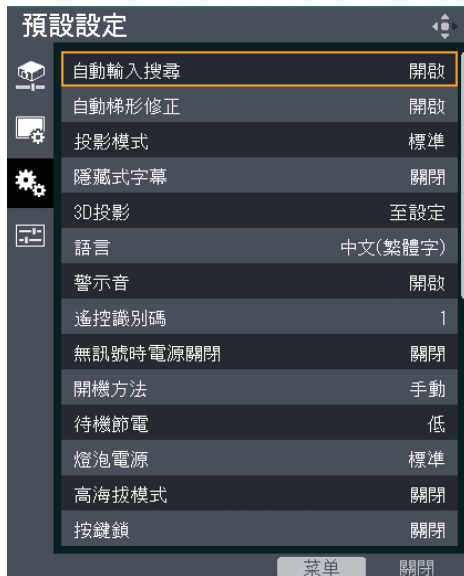 預設設定
自動輸入搜尋 開啟
自動梯形修正 開啟
投影模式 標準
隱藏式字幕 關閉
3D投影 至設定
語言 中文(繁體字)
警示音 開啟
遙控識別碼 1
無訊號時電源關閉 關閉
開機方法 手動
待機節電 低
燈泡電源 標準
高海拔模式 關閉
按鍵鎖 關閉
菜单 關閉